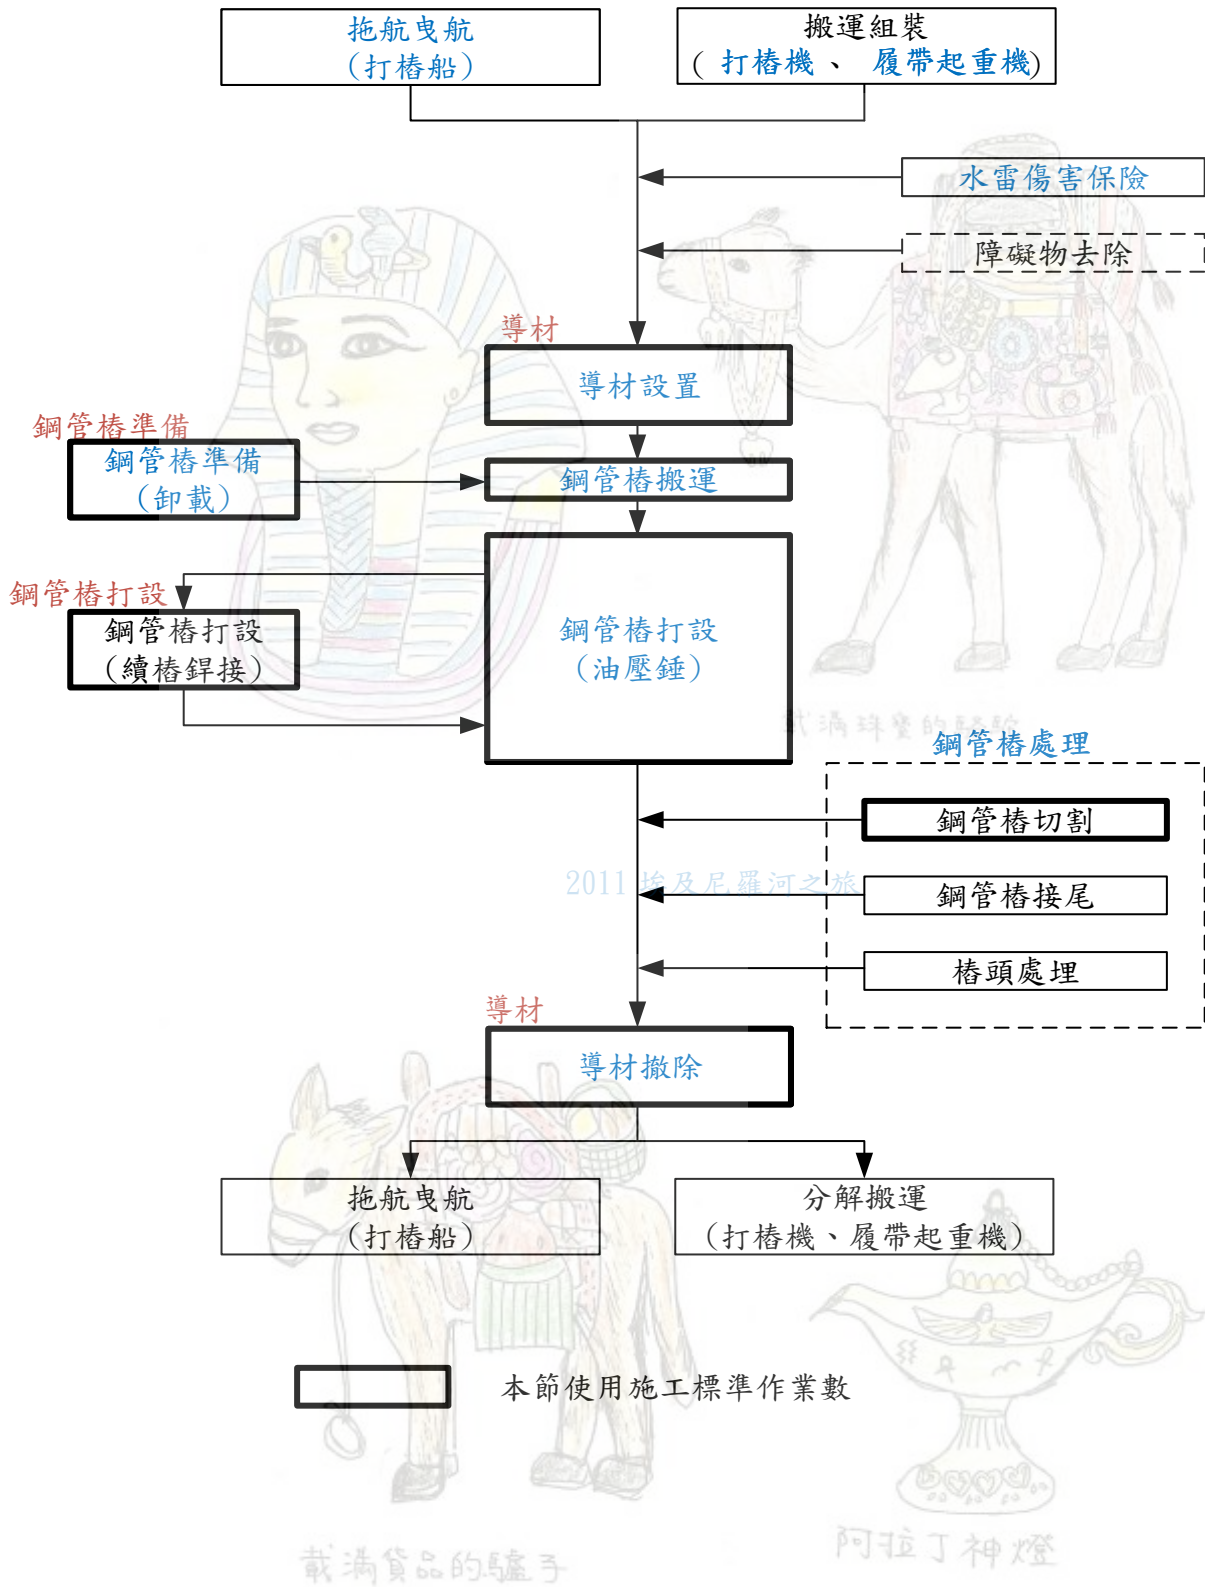 拖航曳航
(打樁船)
搬運組裝
( 打樁機 、 履帶起重機)
水雷傷害保險
障礙物去除
導材
導材設置
鋼管樁準備
鋼管樁準備
(卸載)
鋼管樁搬運
鋼管樁打設
鋼管樁打設
(續樁銲接)
鋼管樁打設
(油壓錘)
載滿珠寶的駱駝
鋼管樁處理
鋼管樁切割
2011 埃及尼羅河之旅
鋼管樁接尾
樁頭處理
導材
導材撤除
拖航曳航
(打樁船)
分解搬運
(打樁機、履帶起重機)
本節使用施工標準作業數
載滿貨品的驢子
阿拉丁神燈